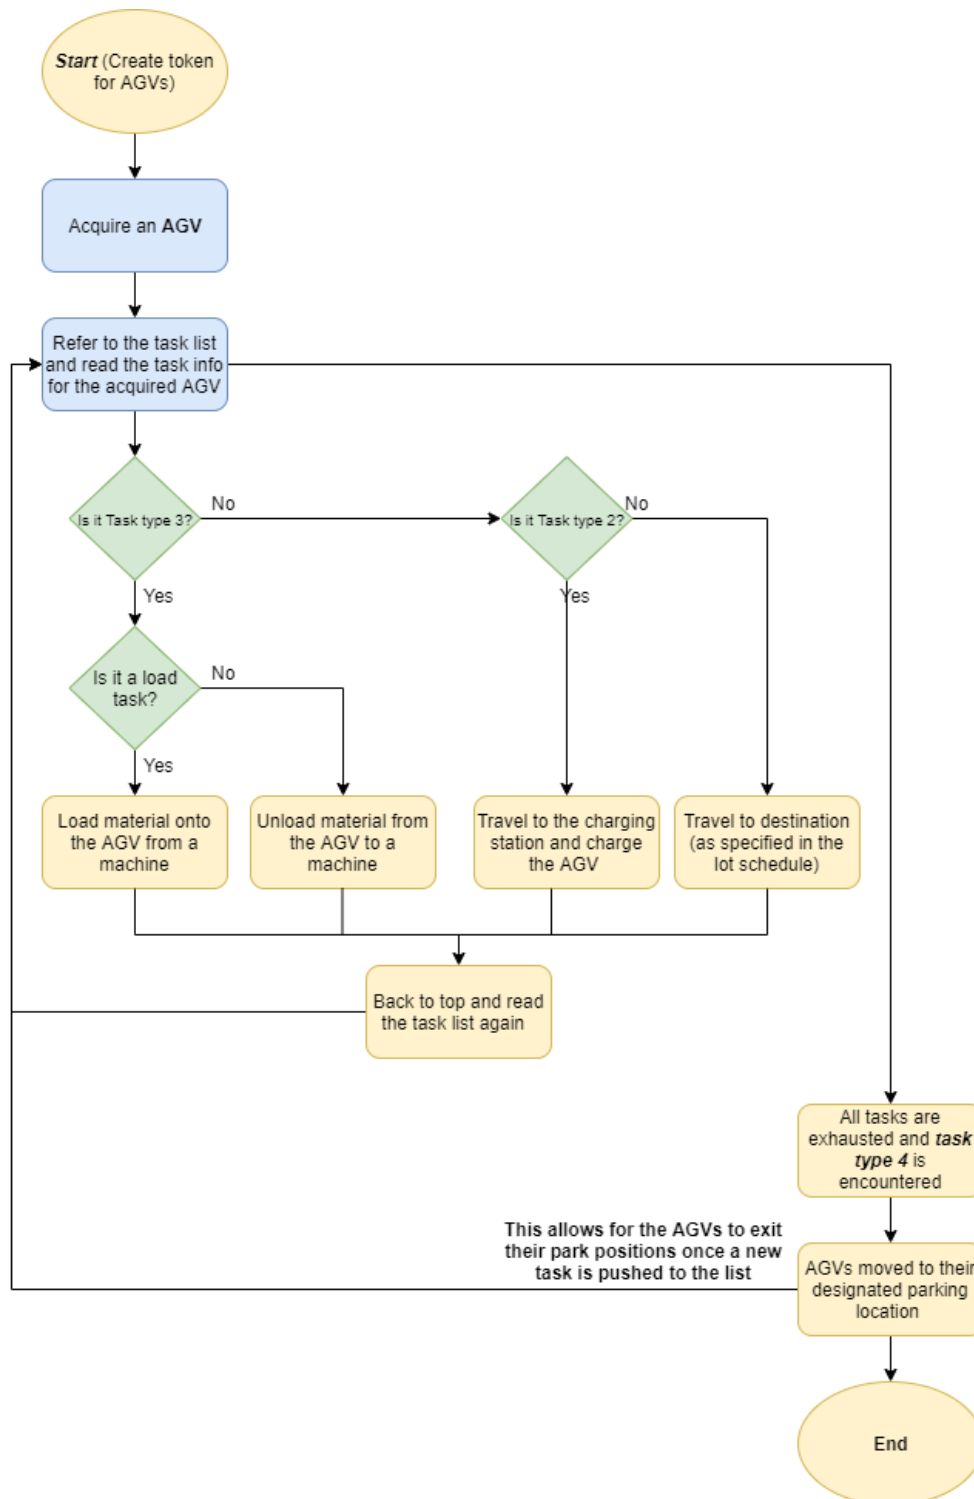 Start (Create token
for AGVs)
Acquire an AGV
Refer to the task list
and read the task info
for the acquired AGV
Is it Task type 3?
No
Is it Task type 2?
No
Yes
Yes
Is it a load
task?
No
Yes
Load material onto
the AGV from a
machine
Unload material from
the AGV to a
machine
Travel to the charging
station and charge
the AGV
Travel to destination
(as specified in the
lot schedule)
Back to top and read
the task list again
All tasks are
exhausted and task
type 4 is
encountered
This allows for the AGVs to exit
their park positions once a new
task is pushed to the list
AGVs moved to their
designated parking
location
End